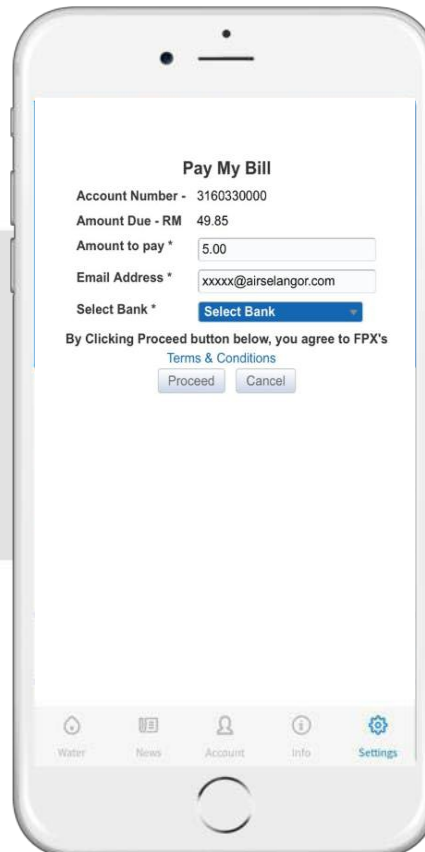 Pay My Bill
Account Number - 3160330000
Amount Due - RM 49.85
Amount to pay * 5.00
Email Address * xxxxx@airselangor.com
Select Bank * Select Bank
By Clicking Proceed button below, you agree to FPX's
Terms & Conditions
Proceed Cancel
Water News Account Info Settings